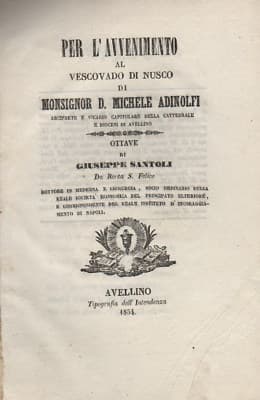 PER L'AVVENIMENTO
AL
VESCOVADO DI NUSCO
DI
MONSIGNOR D. MICHELE ADINOLFI
ARCIPRETE E VICARIO CAPITOLARE DELLA CATTEDRALE
E DIOCESI DI AVELLINO
OTTAVE
DI
GIUSEPPE SANTOLI
Da Rocca S. Felice
DOTTORE IN MEDICINA E CHIRURGIA, SOCIO ORDINARIO DELLA
REALE SOCIETA ECONOMICA DEL PRINCIPATO ULTERIORE,
E CORRISPONDENTE DEL REALE ISTITUTO D'INCORAGGIA-
MENTO DI NAPOLI.
AVELLINO
Tipografia dell'Intendenza
1854.